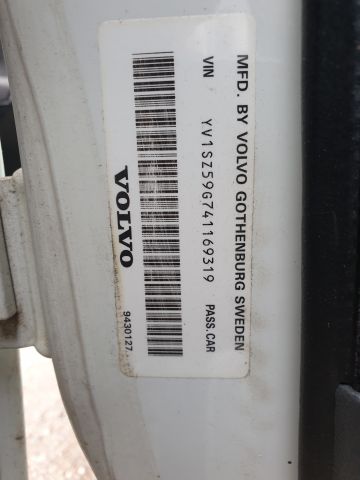 MFD. BY VOLVO GOTHENBURG SWEDEN
VIN YV1SZ59G741169319 PASS.CAR
VOLVO 9430127